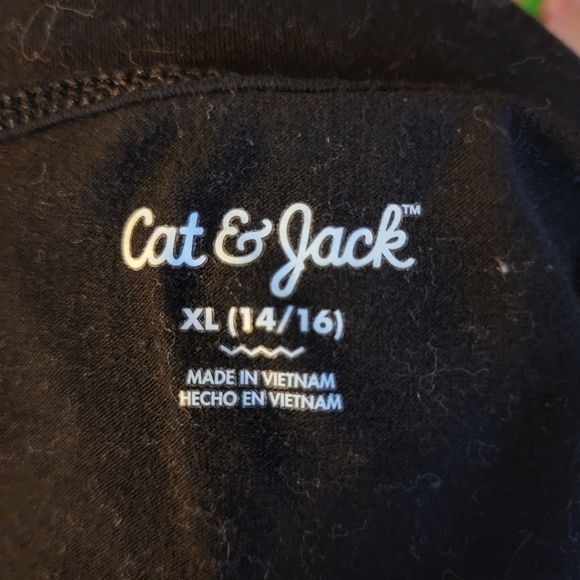 Cat & Jack™
XL (14/16)
MADE IN VIETNAM
HECHO EN VIETNAM